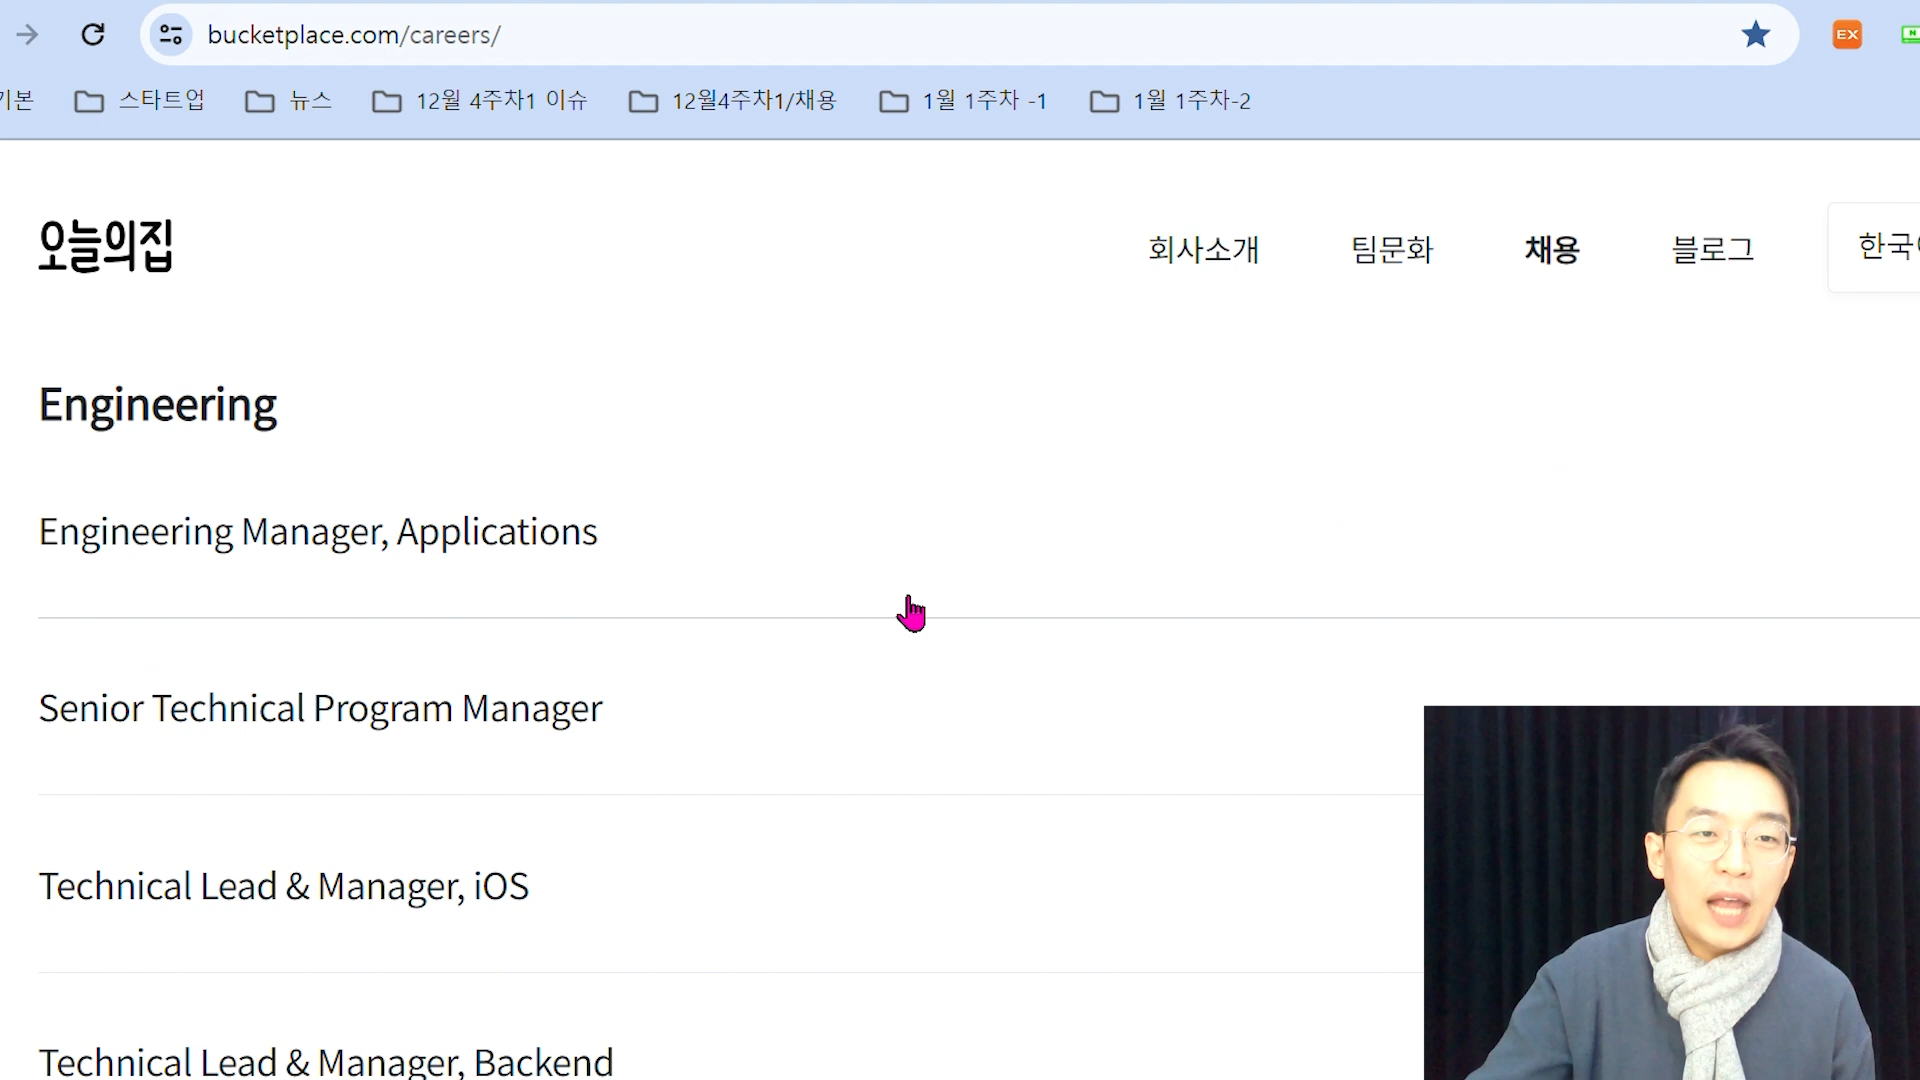 bucketplace.com/careers/
EX
N
기본
스타트업
뉴스
12월 4주차1 이슈
12월4주차1/채용
1월 1주차 -1
1월 1주차-2
오늘의집
회사소개
팀문화
채용
블로그
한국어
Engineering
Engineering Manager, Applications
Senior Technical Program Manager
Technical Lead & Manager, iOS
Technical Lead & Manager, Backend